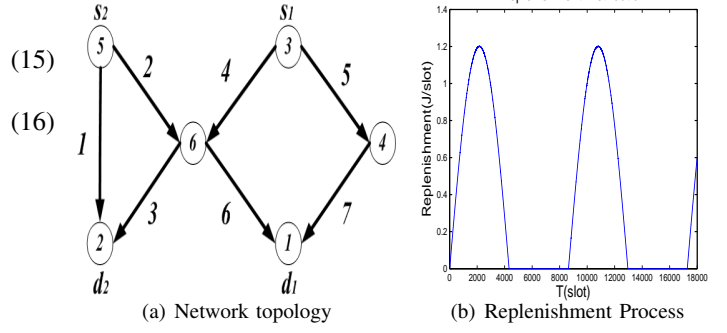 (15)
(16)
s2
s1
5
3
2
4
5
1
6
4
3
6
7
2
1
d2
d1
(a) Network topology
Replenishment(J/slot)
1.4
1.2
1
0.8
0.6
0.4
0.2
0
0 2000 4000 6000 8000 10000 12000 14000 16000 18000
T(slot)
(b) Replenishment Process